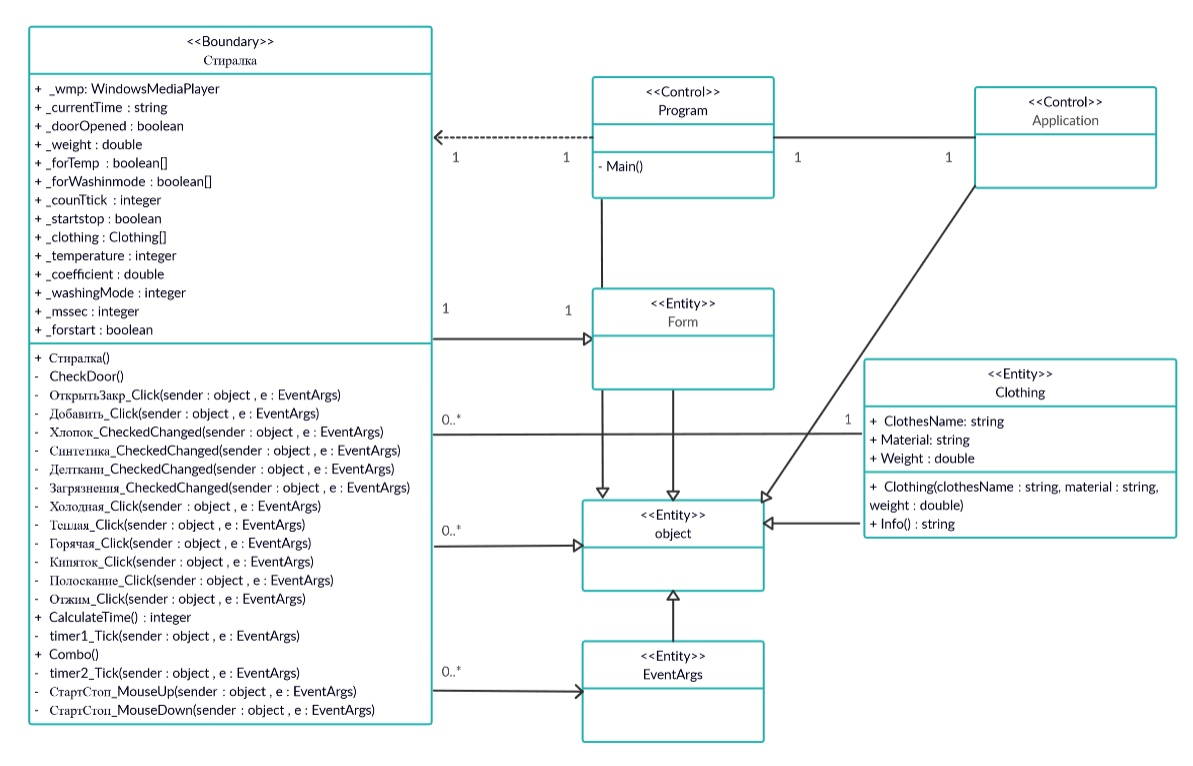 <<Boundary>>
Стиралка
+ _wmp: WindowsMediaPlayer
+ _currentTime : string
+ _doorOpened : boolean
+ _weight : double
+ _forTemp : boolean[]
+ _forWashinmode : boolean[]
+ _counTtick : integer
+ _startstop : boolean
+ _clothing : Clothing[]
+ _temperature : integer
+ _coefficient : double
+ _washingMode : integer
+ _mssec : integer
+ _forstart : boolean
+ Стиралка()
- CheckDoor()
- ОткрытьЗакр_Click(sender : object , e : EventArgs)
- Добавить_Click(sender : object , e : EventArgs)
- Хлопок_CheckedChanged(sender : object , e : EventArgs)
- Синтетика_CheckedChanged(sender : object , e : EventArgs)
- Делткани_CheckedChanged(sender : object , e : EventArgs)
- Загрязнения_CheckedChanged(sender : object , e : EventArgs)
- Холодная_Click(sender : object , e : EventArgs)
- Теплая_Click(sender : object , e : EventArgs)
- Горячая_Click(sender : object , e : EventArgs)
- Кипяток_Click(sender : object , e : EventArgs)
- Полоскание_Click(sender : object , e : EventArgs)
- Отжим_Click(sender : object , e : EventArgs)
+ CalculateTime() : integer
- timer1_Tick(sender : object , e : EventArgs)
+ Combo()
- timer2_Tick(sender : object , e : EventArgs)
- СтартСтоп_MouseUp(sender : object , e : EventArgs)
- СтартСтоп_MouseDown(sender : object , e : EventArgs)
<<Control>>
Program
- Main()
<<Control>>
Application
1
1
1
1
<<Entity>>
Form
1
1
<<Entity>>
Clothing
+ ClothesName: string
+ Material: string
+ Weight : double
+ Clothing(clothesName : string, material : string,
weight : double)
+ Info() : string
0..*
1
<<Entity>>
object
0..*
<<Entity>>
EventArgs
0..*